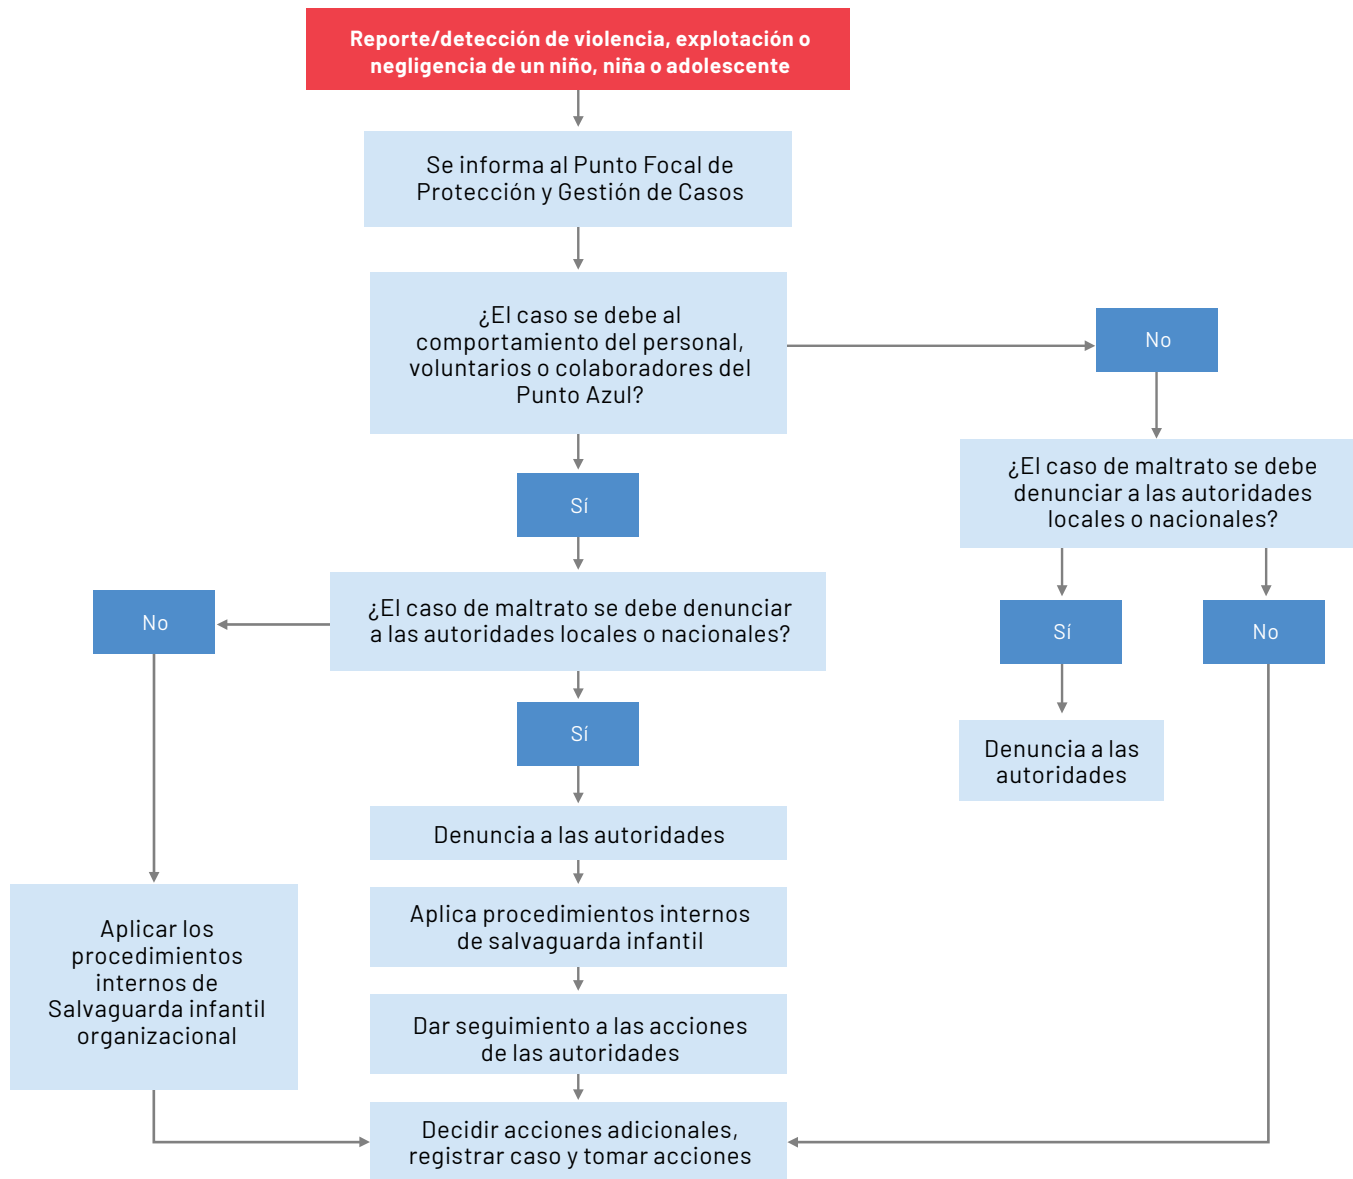 Reporte/detección de violencia, explotación o
negligencia de un niño, niña o adolescente
Se informa al Punto Focal de
Protección y Gestión de Casos
¿El caso se debe al
comportamiento del personal,
voluntarios o colaboradores del
Punto Azul?
No
¿El caso de maltrato se debe
denunciar a las autoridades
locales o nacionales?
Sí
No
Denuncia a las
autoridades
Sí
¿El caso de maltrato se debe denunciar
a las autoridades locales o nacionales?
No
Sí
Denuncia a las autoridades
Aplica procedimientos internos
de salvaguarda infantil
Dar seguimiento a las acciones
de las autoridades
Aplicar los
procedimientos
internos de
Salvaguarda infantil
organizacional
Decidir acciones adicionales,
registrar caso y tomar acciones